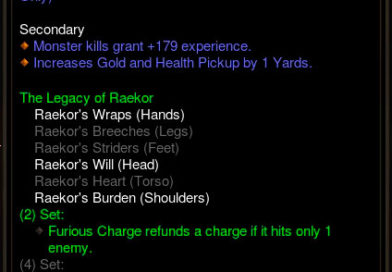 Only)
Secondary
Monster kills grant +179 experience.
Increases Gold and Health Pickup by 1 Yards.
The Legacy of Raekor
Raekor's Wraps (Hands)
Raekor's Breeches (Legs)
Raekor's Striders (Feet)
Raekor's Will (Head)
Raekor's Heart (Torso)
Raekor's Burden (Shoulders)
(2) Set:
Furious Charge refunds a charge if it hits only 1
enemy.
(4) Set: